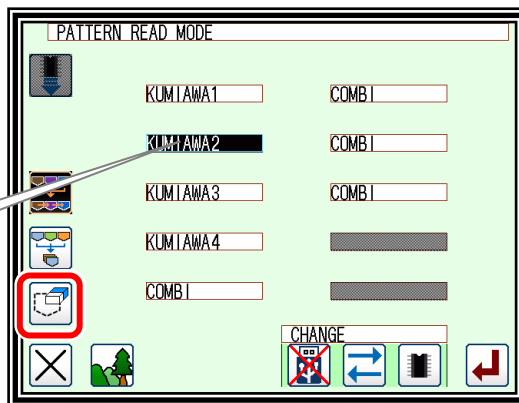 PATTERN READ MODE
KUMIAWA1 COMBI
KUMIAWA2 COMBI
KUMIAWA3 COMBI
KUMIAWA4
COMBI
CHANGE